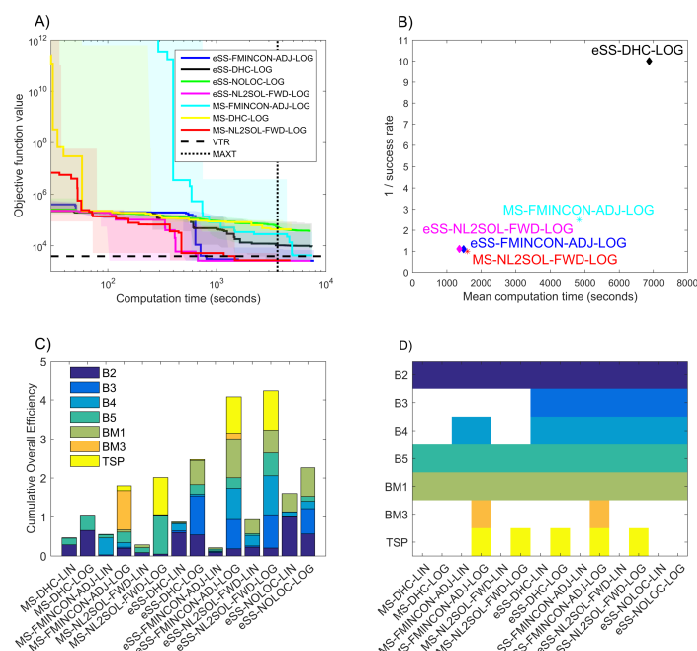 A)
10^12
10^10
10^8
10^6
10^4
Objective function value
10^2
10^3
10^4
Computation time (seconds)
eSS-FMINCON-ADJ-LOG
eSS-DHC-LOG
eSS-NOLOC-LOG
eSS-NL2SOL-FWD-LOG
MS-FMINCON-ADJ-LOG
MS-DHC-LOG
MS-NL2SOL-FWD-LOG
VTR
MAXT
B)
11
10
9
8
7
6
5
4
3
2
1
0
1 / success rate
eSS-DHC-LOG
MS-FMINCON-ADJ-LOG
eSS-NL2SOL-FWD-LOG
eSS-FMINCON-ADJ-LOG
MS-NL2SOL-FWD-LOG
0 1000 2000 3000 4000 5000 6000 7000 8000
Mean computation time (seconds)
C)
5
4
3
2
1
0
Cumulative Overall Efficiency
B2
B3
B4
B5
BM1
BM3
TSP
MS-DHC-LIN
MS-DHC-LOG
MS-FMINCON-ADJ-LIN
MS-FMINCON-ADJ-LOG
MS-NL2SOL-FWD-LIN
MS-NL2SOL-FWD-LOG
eSS-DHC-LIN
eSS-DHC-LOG
eSS-FMINCON-ADJ-LIN
eSS-FMINCON-ADJ-LOG
eSS-NL2SOL-FWD-LIN
eSS-NL2SOL-FWD-LOG
eSS-NOLOC-LIN
eSS-NOLOC-LOG
D)
B2
B3
B4
B5
BM1
BM3
TSP
MS-DHC-LIN
MS-DHC-LOG
MS-FMINCON-ADJ-LIN
MS-FMINCON-ADJ-LOG
MS-NL2SOL-FWD-LIN
MS-NL2SOL-FWD-LOG
eSS-DHC-LIN
eSS-DHC-LOG
eSS-FMINCON-ADJ-LIN
eSS-FMINCON-ADJ-LOG
eSS-NL2SOL-FWD-LIN
eSS-NL2SOL-FWD-LOG
eSS-NOLOC-LIN
eSS-NOLOC-LOG